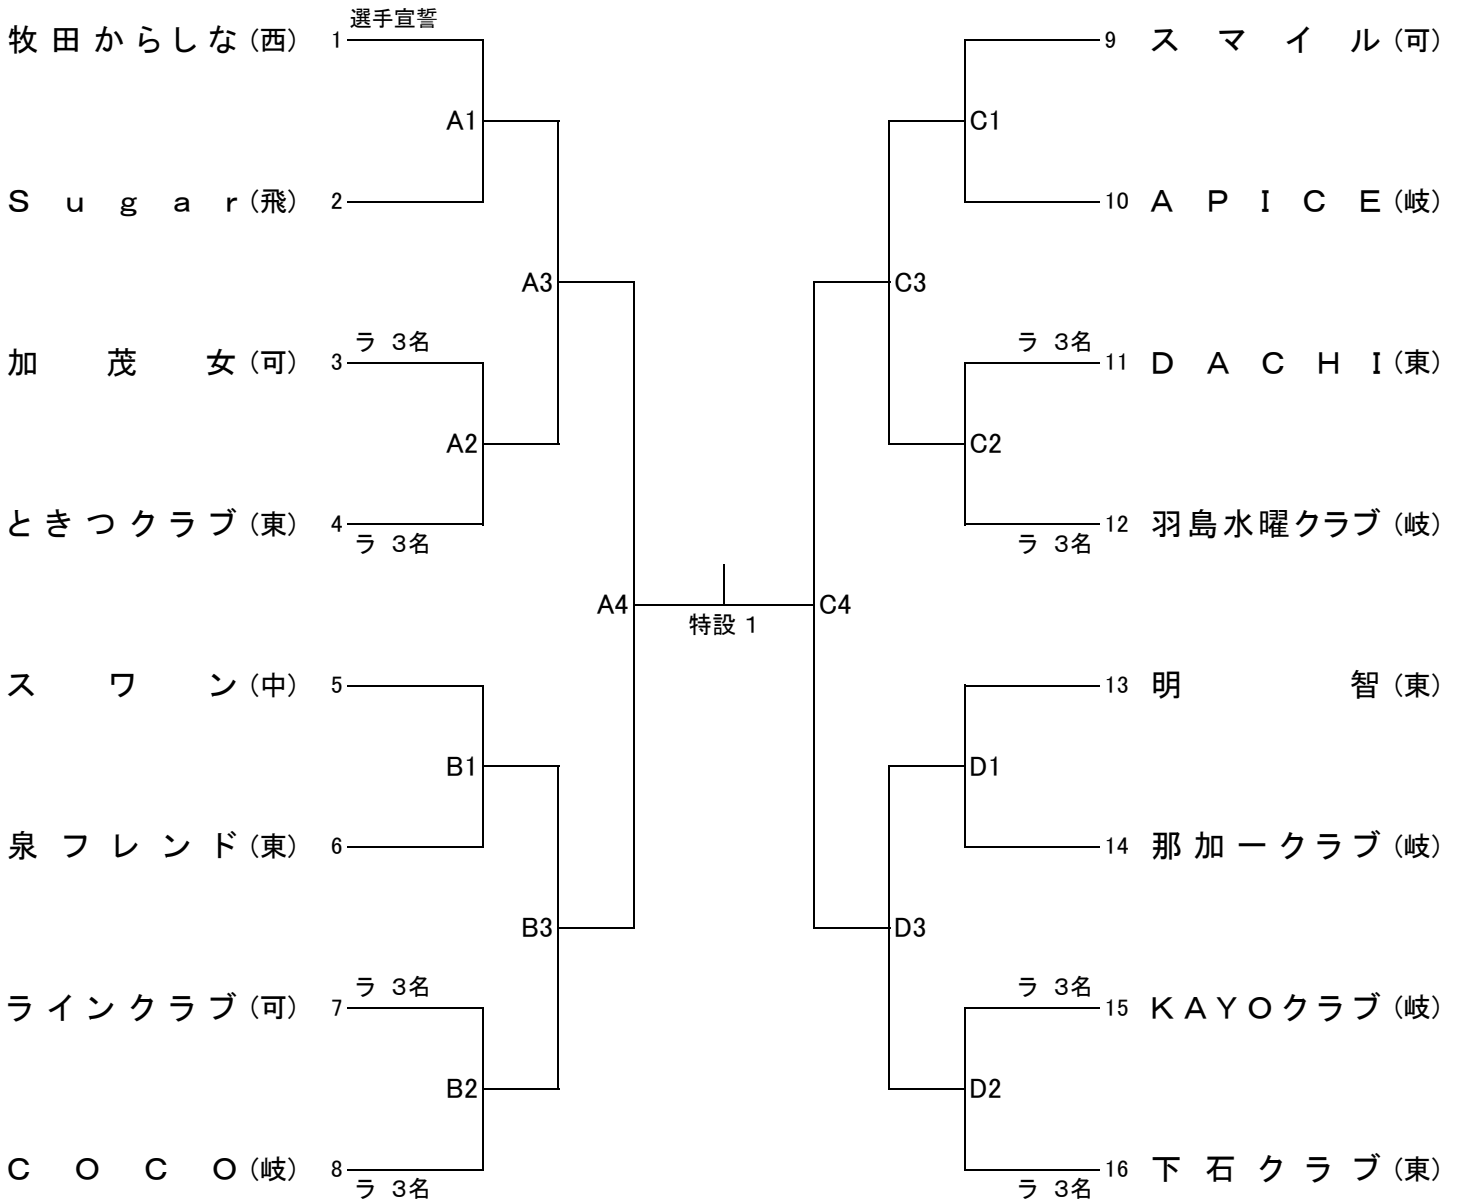 選手宣誓
牧田からしな（西） 1
A1
Sugar（飛） 2
A3
ラ 3名
加茂女（可） 3
A2
ときつクラブ（東） 4
ラ 3名
A4
スワン（中） 5
B1
泉フレンド（東） 6
B3
ラ 3名
ラインクラブ（可） 7
B2
COCO（岐） 8
ラ 3名
特設 1
9 スマイル（可）
C1
10 APICE（岐）
C3
ラ 3名
11 DACHI（東）
C2
12 羽島水曜クラブ（岐）
ラ 3名
C4
13 明智（東）
D1
14 那加一クラブ（岐）
D3
ラ 3名
15 KAYOクラブ（岐）
D2
16 下石クラブ（東）
ラ 3名